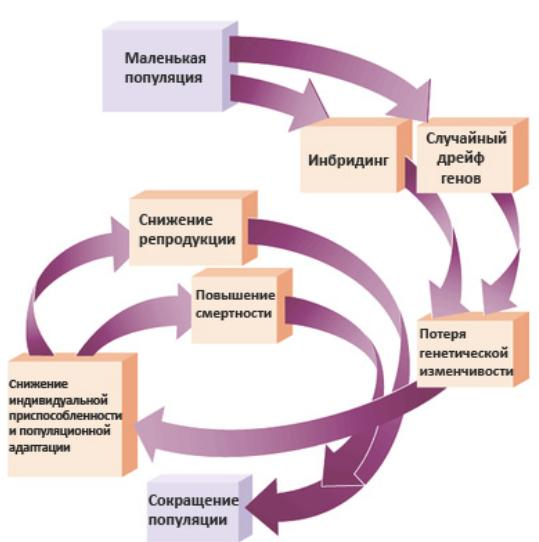 Маленькая
популяция
Инбридинг
Случайный
дрейф
генов
Снижение
репродукции
Повышение
смертности
Потеря
генетической
изменчивости
Снижение
индивидуальной
приспособленности
и популяционной
адаптации
Сокращение
популяции